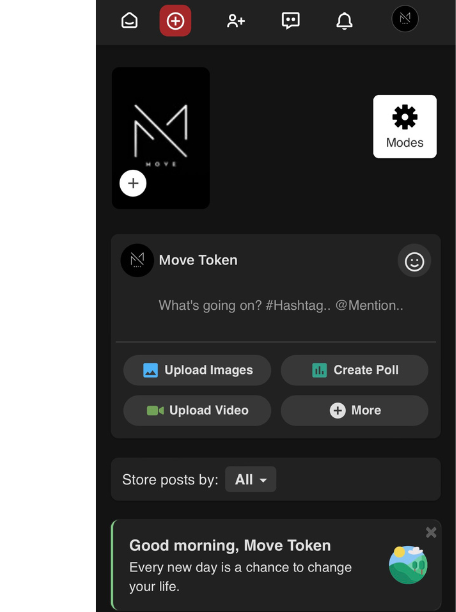 MOVE
Modes
Move Token
What's going on? #Hashtag.. @Mention..
Upload Images
Create Poll
Upload Video
More
Store posts by: All
Good morning, Move Token
Every new day is a chance to change
your life.